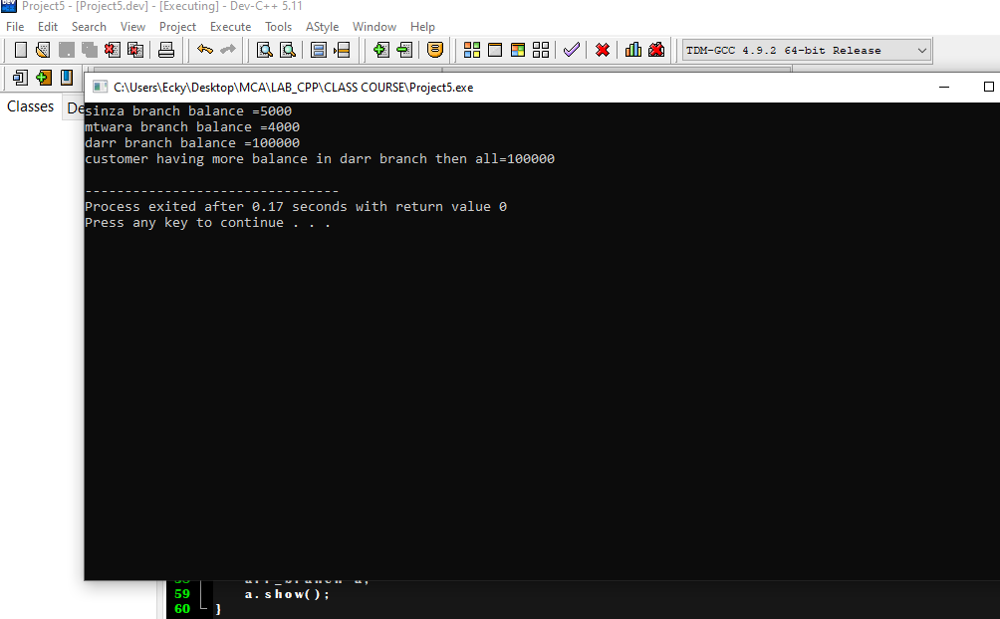 Project5 - [Project5.dev] - [Executing] - Dev-C++ 5.11
File Edit Search View Project Execute Tools AStyle Window Help
TDM-GCC 4.9.2 64-bit Release
C:\Users\Ecky\Desktop\MCA\LAB_CPP\CLASS COURSE\Project5.exe
Classes De
sinza branch balance =5000
mtwara branch balance =4000
darr branch balance =100000
customer having more balance in darr branch then all=100000
--------------------------------
Process exited after 0.17 seconds with return value 0
Press any key to continue . . .
59 a.show();
60 }